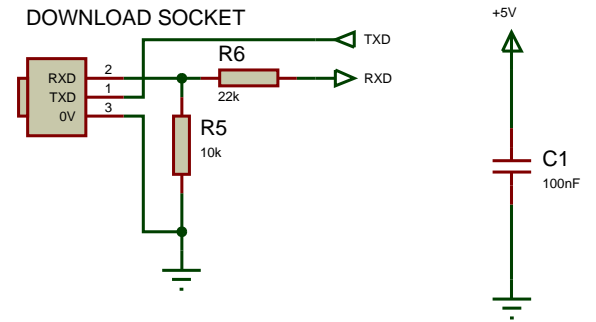 DOWNLOAD SOCKET
+5V
TXD
R6
RXD 2
RXD
TXD 1
22k
0V 3
R5
10k
C1
100nF